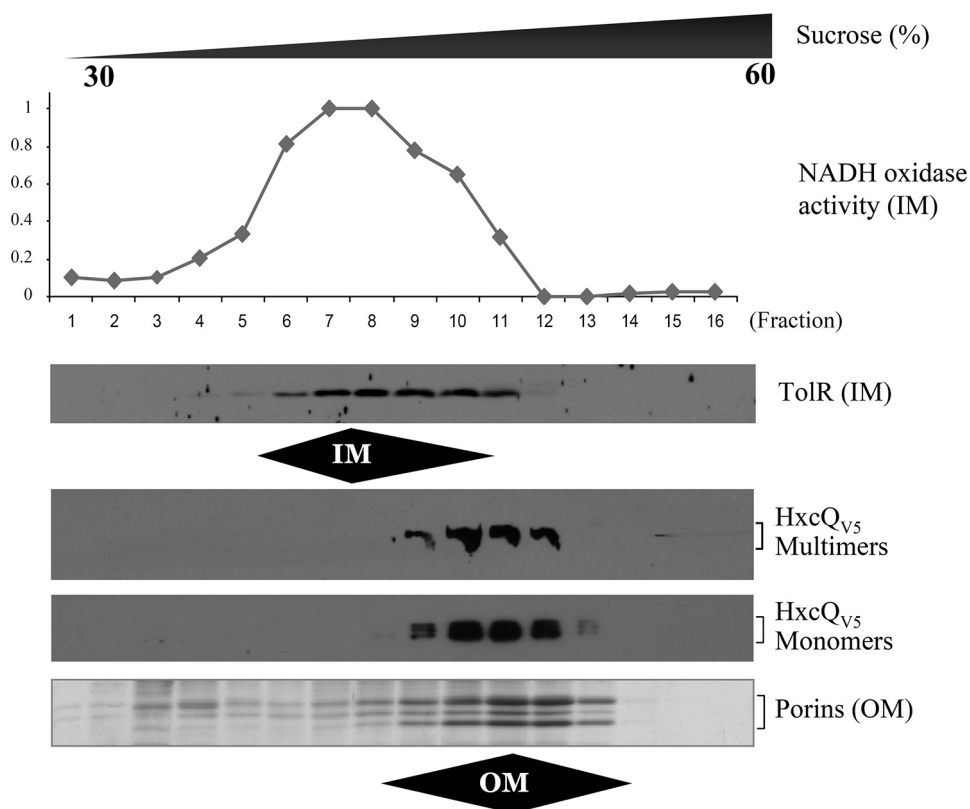 Sucrose (%)
30
60
1
0.8
0.6
0.4
0.2
0
NADH oxidase
activity (IM)
1 2 3 4 5 6 7 8 9 10 11 12 13 14 15 16 (Fraction)
TolR (IM)
IM
HxcQV5
Multimers
HxcQV5
Monomers
Porins (OM)
OM